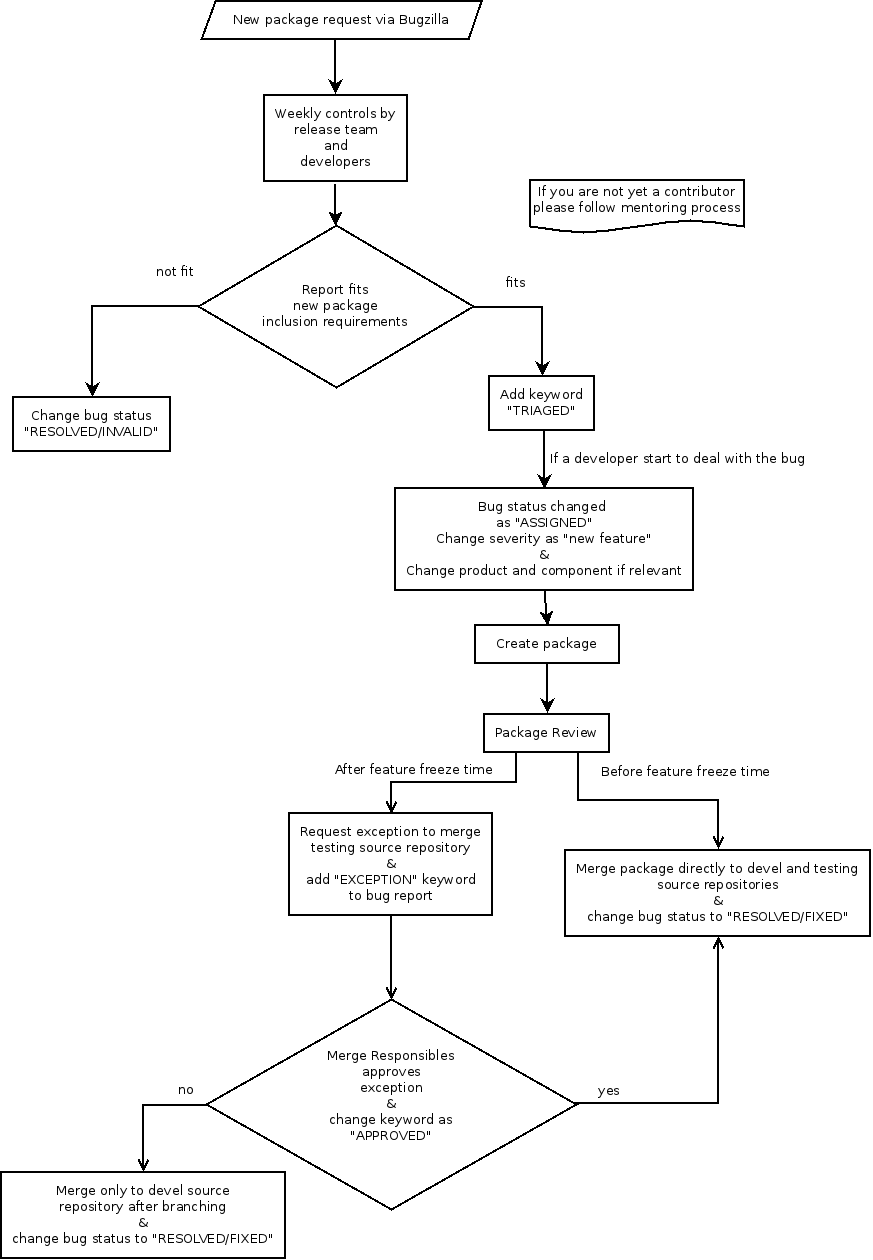 New package request via Bugzilla
Weekly controls by
release team
and
developers
If you are not yet a contributor
please follow mentoring process
not fit
fits
Report fits
new package
inclusion requirements
Add keyword
"TRIAGED"
Change bug status
"RESOLVED/INVALID"
If a developer start to deal with the bug
Bug status changed
as "ASSIGNED"
Change severity as "new feature"
&
Change product and component if relevant
Create package
Package Review
After feature freeze time
Before feature freeze time
Request exception to merge
testing source repository
&
add "EXCEPTION" keyword
to bug report
Merge package directly to devel and testing
source repositories
&
change bug status to "RESOLVED/FIXED"
Merge Responsibles
approves
exception
&
change keyword as
"APPROVED"
no
yes
Merge only to devel source
repository after branching
&
change bug status to "RESOLVED/FIXED"